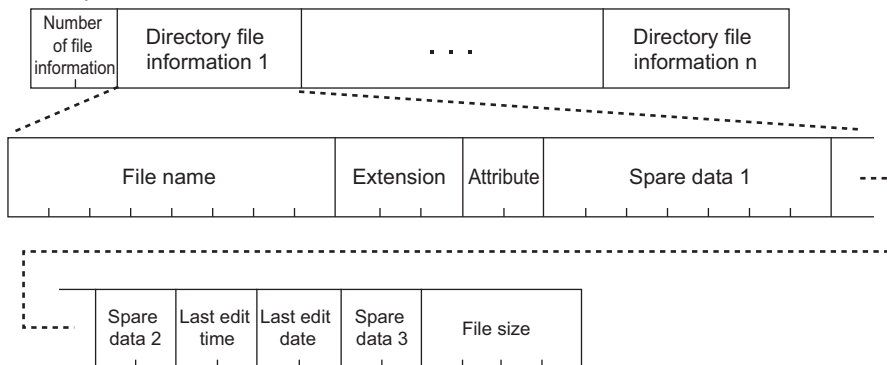 Number
of file
information
Directory file
information 1
. . .
Directory file
information n
File name
Extension
Attribute
Spare data 1
Spare
data 2
Last edit
time
Last edit
date
Spare
data 3
File size